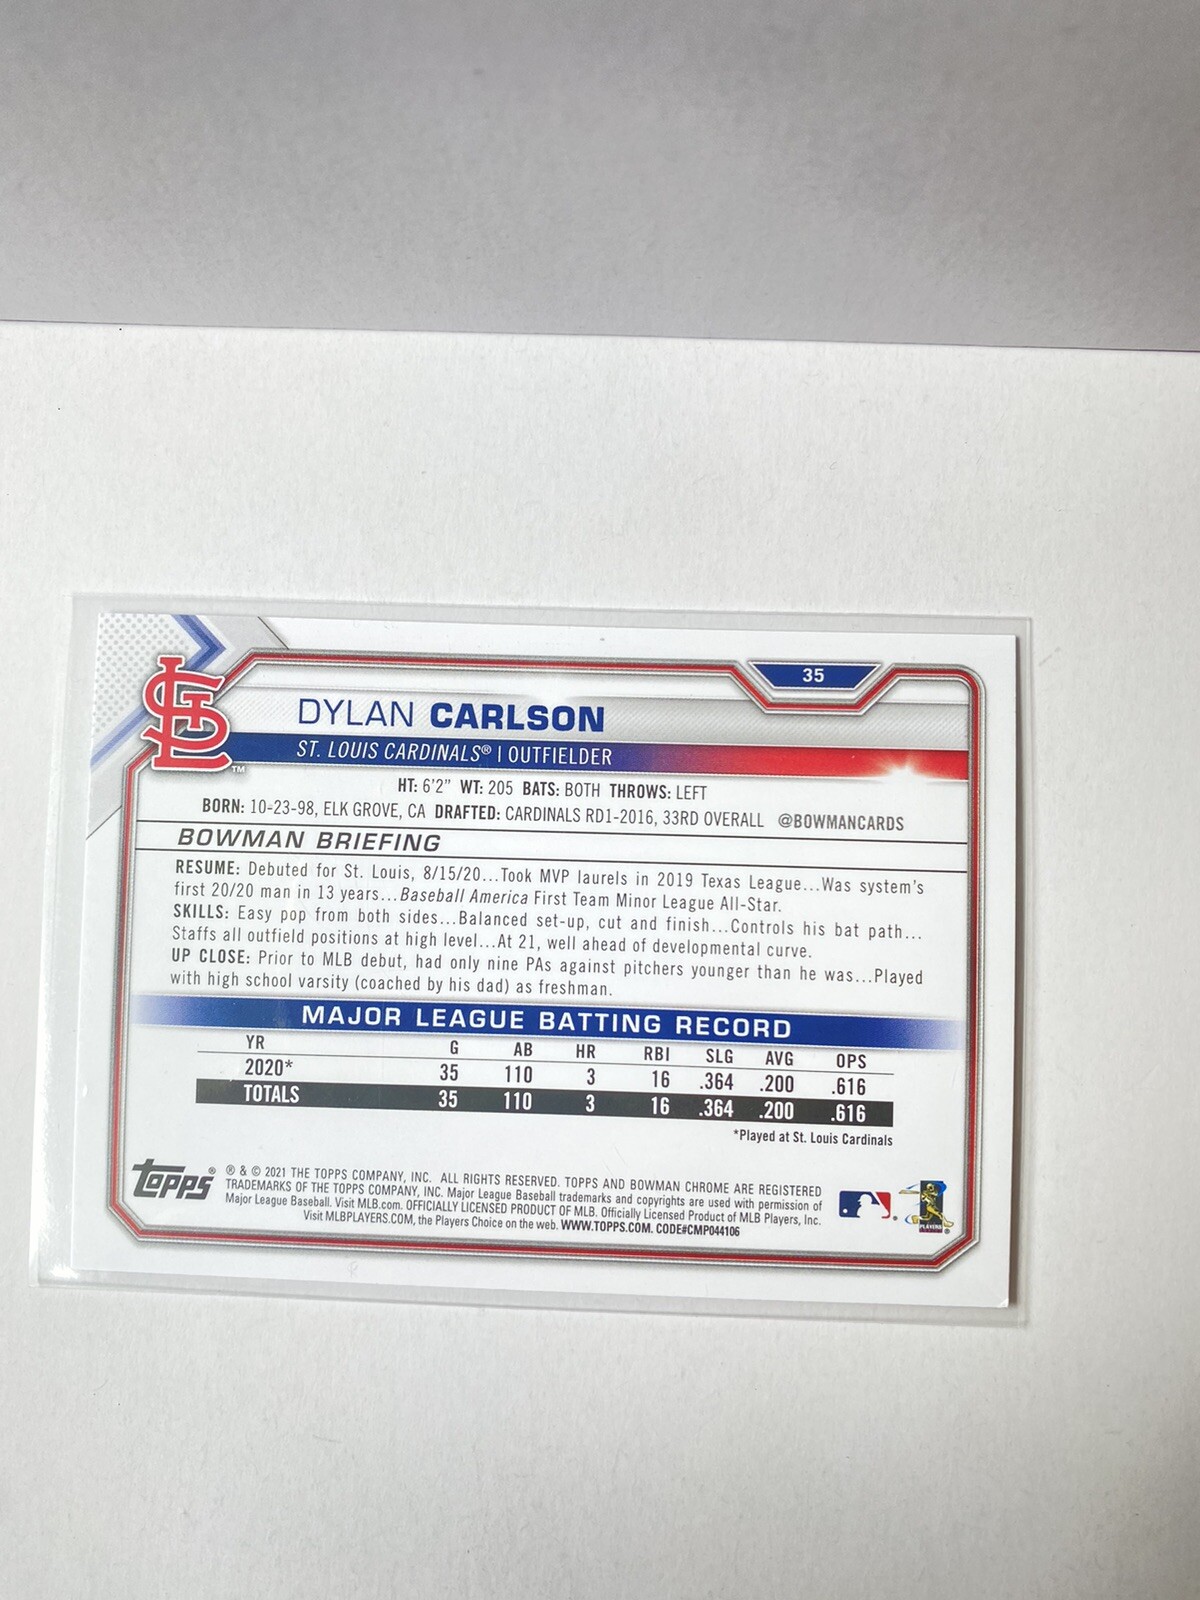 35
STL ™
DYLAN CARLSON
ST. LOUIS CARDINALS® | OUTFIELDER
HT: 6'2" WT: 205 BATS: BOTH THROWS: LEFT
BORN: 10-23-98, ELK GROVE, CA DRAFTED: CARDINALS RD1-2016, 33RD OVERALL @BOWMANCARDS
BOWMAN BRIEFING
RESUME: Debuted for St. Louis, 8/15/20...Took MVP laurels in 2019 Texas League...Was system's
first 20/20 man in 13 years...Baseball America First Team Minor League All-Star.
SKILLS: Easy pop from both sides...Balanced set-up, cut and finish...Controls his bat path...
Staffs all outfield positions at high level...At 21, well ahead of developmental curve.
UP CLOSE: Prior to MLB debut, had only nine PAs against pitchers younger than he was...Played
with high school varsity (coached by his dad) as freshman.
MAJOR LEAGUE BATTING RECORD
YR G AB HR RBI SLG AVG OPS
2020* 35 110 3 16 .364 .200 .616
TOTALS 35 110 3 16 .364 .200 .616
*Played at St. Louis Cardinals
Topps®
® & © 2021 THE TOPPS COMPANY, INC. ALL RIGHTS RESERVED. TOPPS AND BOWMAN CHROME ARE REGISTERED
TRADEMARKS OF THE TOPPS COMPANY, INC. Major League Baseball trademarks and copyrights are used with permission of
Major League Baseball. Visit MLB.com. OFFICIALLY LICENSED PRODUCT OF MLB. Officially Licensed Product of MLB Players, Inc.
Visit MLBPLAYERS.COM, the Players Choice on the web. WWW.TOPPS.COM. CODE#CMP044106
PLAYERS